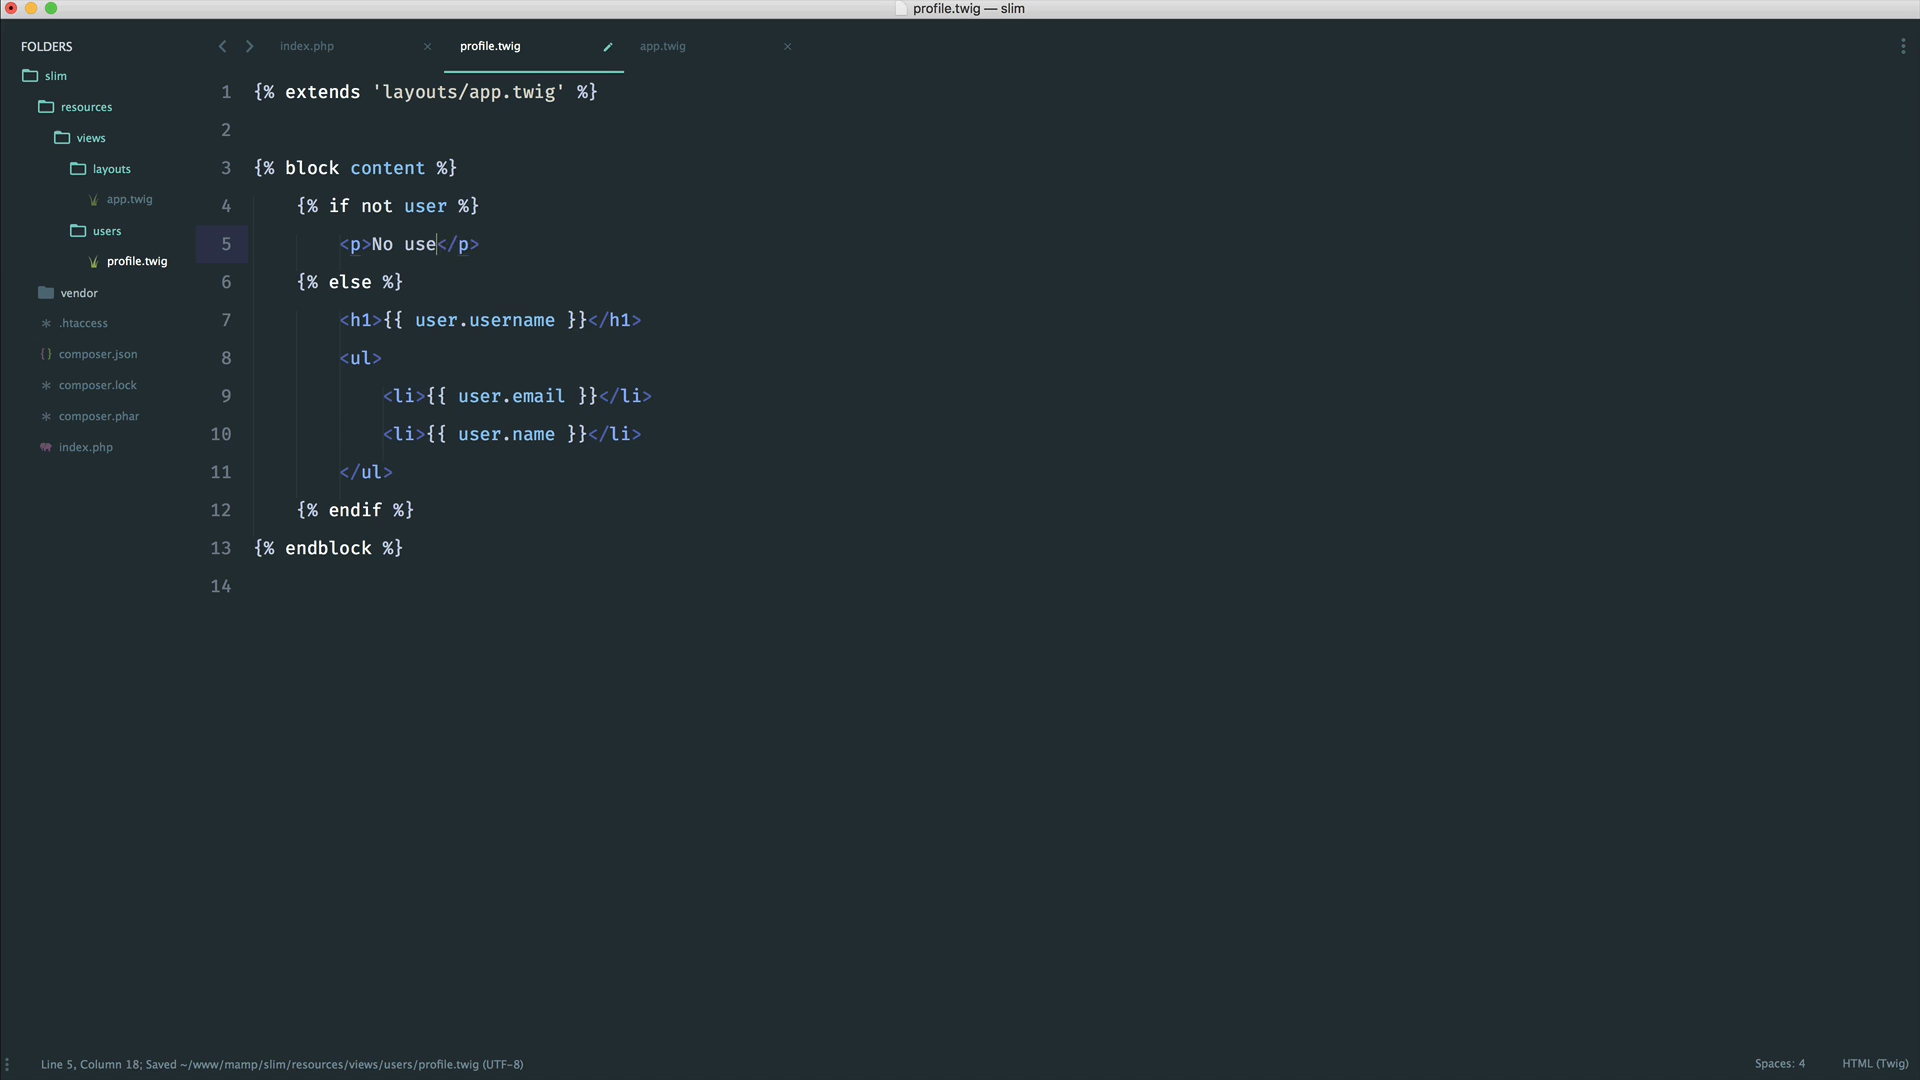 profile.twig — slim
FOLDERS
slim
resources
views
layouts
app.twig
users
profile.twig
vendor
.htaccess
composer.json
composer.lock
composer.phar
index.php
index.php
profile.twig
app.twig
1 {% extends 'layouts/app.twig' %}
2
3 {% block content %}
4 {% if not user %}
5 <p>No use</p>
6 {% else %}
7 <h1>{{ user.username }}</h1>
8 <ul>
9 <li>{{ user.email }}</li>
10 <li>{{ user.name }}</li>
11 </ul>
12 {% endif %}
13 {% endblock %}
14
Line 5, Column 18; Saved ~/www/mamp/slim/resources/views/users/profile.twig (UTF-8)
Spaces: 4
HTML (Twig)